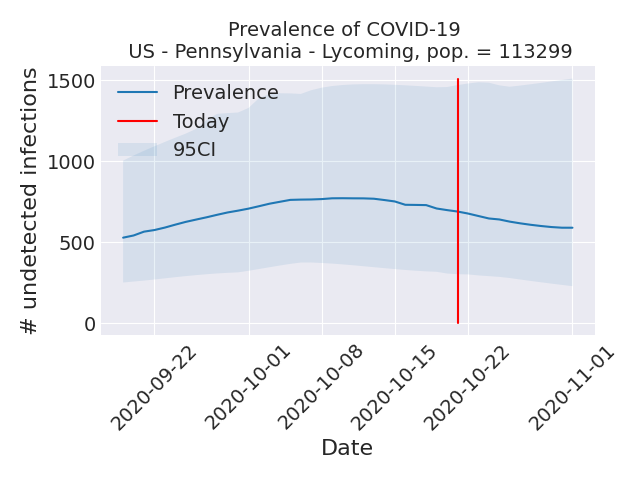 Prevalence of COVID-19
US - Pennsylvania - Lycoming, pop. = 113299
# undetected infections
1500
1000
500
0
Prevalence
Today
95CI
2020-09-22
2020-10-01
2020-10-08
2020-10-15
2020-10-22
2020-11-01
Date